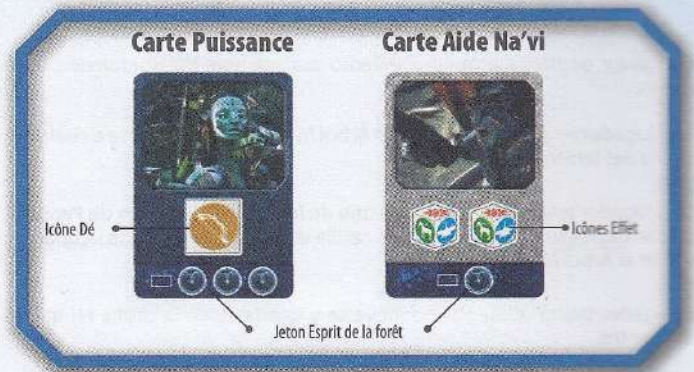 Carte Puissance
Carte Aide Na'vi
Icône Dé
Icônes Effet
Jeton Esprit de la forêt